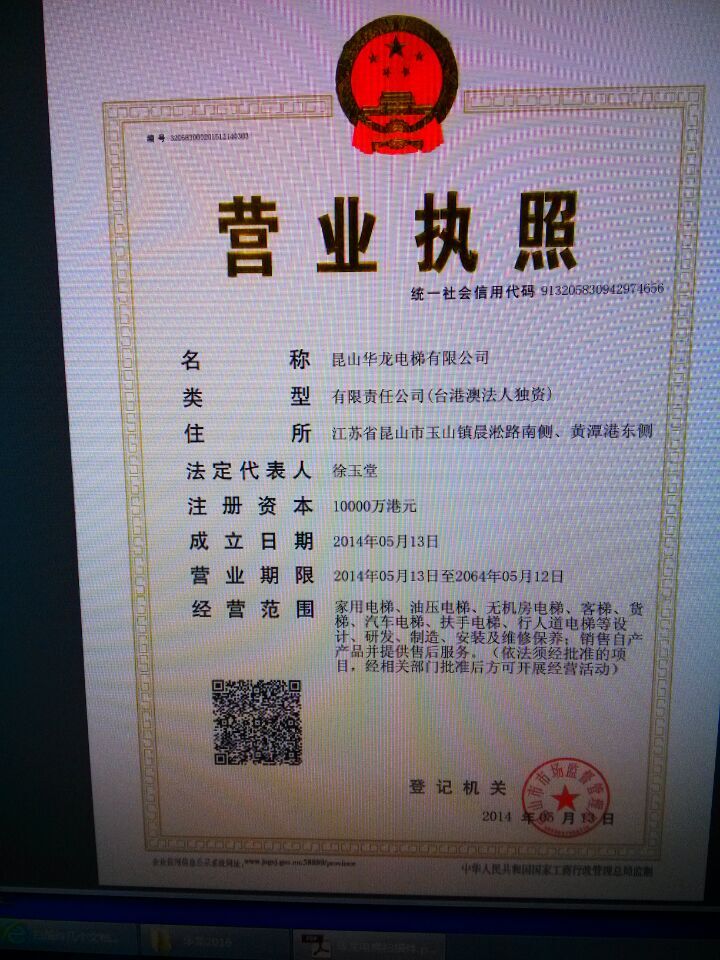 编 号 320583000201512140303
营业执照
统一社会信用代码 913205830942974656
名 称 昆山华龙电梯有限公司
类 型 有限责任公司(台港澳法人独资)
住 所 江苏省昆山市玉山镇晨淞路南侧、黄潭港东侧
法定代表人 徐玉堂
注册资本 10000万港元
成立日期 2014年05月13日
营业期限 2014年05月13日至2064年05月12日
经营范围 家用电梯、油压电梯、无机房电梯、客梯、货
梯、汽车电梯、扶手电梯、行人道电梯等设
计、研发、制造、安装及维修保养；销售自产
产品并提供售后服务。（依法须经批准的项
目，经相关部门批准后方可开展经营活动）
登记机关
山市市场监督管理
2014 年 05 月 13 日
企业信用信息公示系统网址：www.jsgsj.gov.cn:58888/province
中华人民共和国国家工商行政管理总局监制